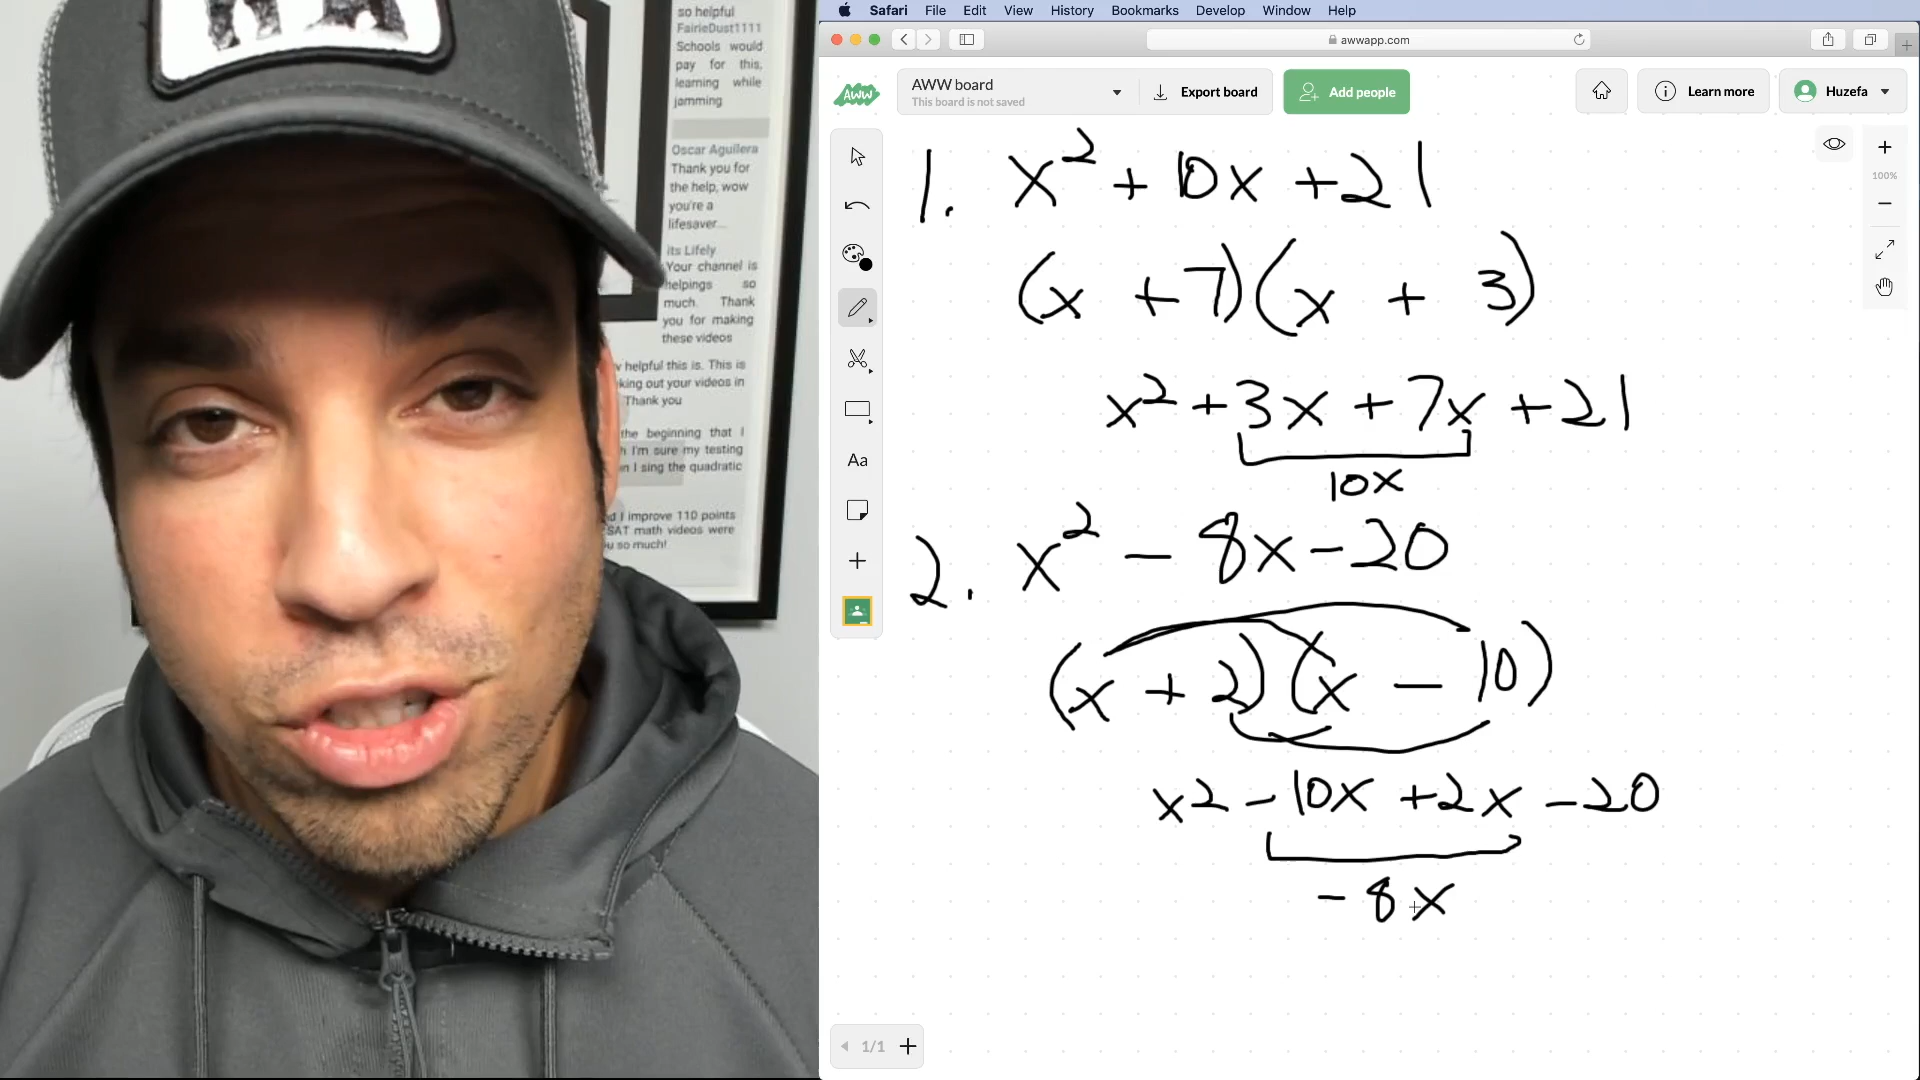 so helpful
FairieDust1111
Schools would
pay for this,
learning while
jamming
Oscar Aguilera
Thank you for
the help, wow
you're a
lifesaver...
its Lifely
Your channel is
helpings so
much. Thank
you for making
these videos
helpful this is. This is
king out your videos in
Thank you
the beginning that I
I'm sure my testing
I sing the quadratic
I improve 110 points
SAT math videos were
so much!
Safari File Edit View History Bookmarks Develop Window Help
awwapp.com
AWW
AWW board
This board is not saved
Export board
Add people
Learn more
Huzefa
100%
Aa
1. x² + 10x + 21
(x + 7)(x + 3)
x² + 3x + 7x + 21
10x
2. x² - 8x - 20
(x + 2)(x - 10)
x2 - 10x + 2x - 20
- 8x
1/1